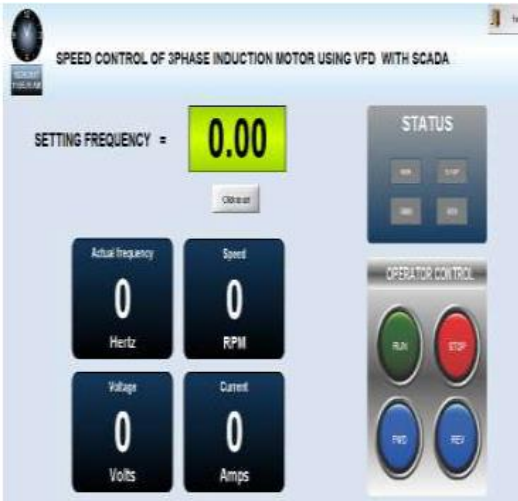 SPEED CONTROL OF 3PHASE INDUCTION MOTOR USING VFD WITH SCADA
SETTING FREQUENCY = 0.00
STATUS
Actual frequency
0
Hertz
Speed
0
RPM
Voltage
0
Volts
Current
0
Amps
OPERATOR CONTROL
RUN
STOP
FWD
REV